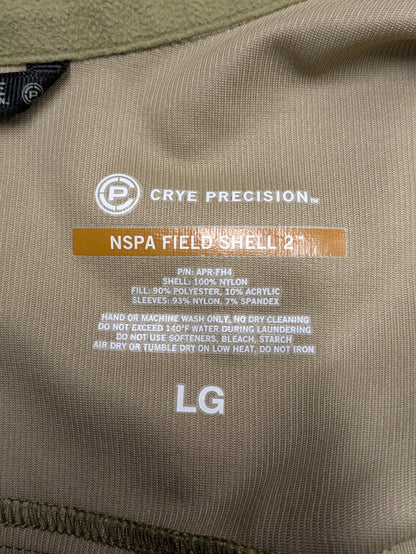 CRYE PRECISION™
NSPA FIELD SHELL 2™
P/N: APR-FH4
SHELL: 100% NYLON
FILL: 90% POLYESTER, 10% ACRYLIC
SLEEVES: 93% NYLON, 7% SPANDEX
HAND OR MACHINE WASH ONLY, NO DRY CLEANING
DO NOT EXCEED 140°F WATER DURING LAUNDERING
DO NOT USE SOFTENERS, BLEACH, STARCH
AIR DRY OR TUMBLE DRY ON LOW HEAT, DO NOT IRON
LG